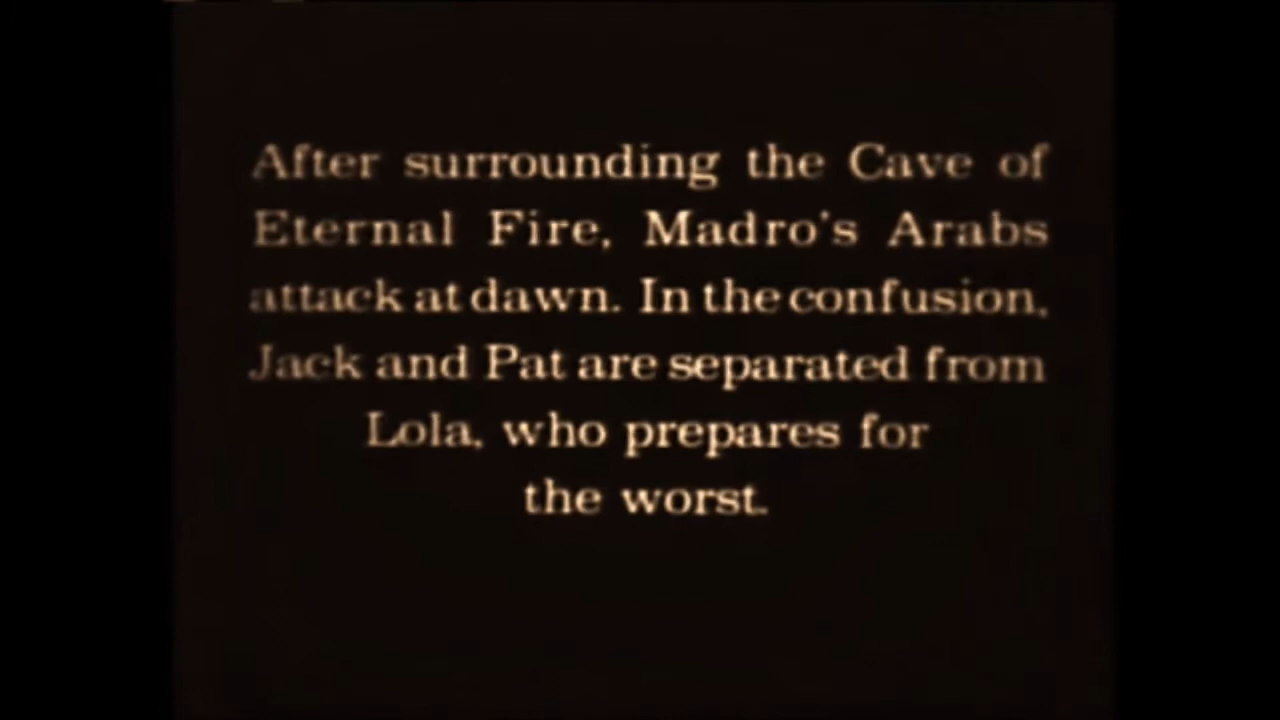 After surrounding the Cave of
Eternal Fire, Madro's Arabs
attack at dawn. In the confusion,
Jack and Pat are separated from
Lola, who prepares for
the worst.